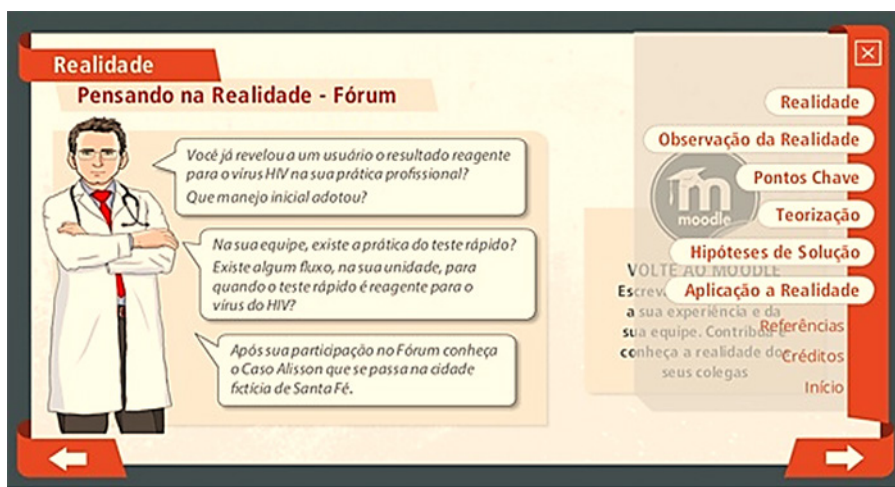 Realidade
Pensando na Realidade - Fórum
Você já revelou a um usuário o resultado reagente
para o vírus HIV na sua prática profissional?
Que manejo inicial adotou?
Na sua equipe, existe a prática do teste rápido?
Existe algum fluxo, na sua unidade, para
quando o teste rápido é reagente para o
vírus do HIV?
Após sua participação no Fórum conheça
o Caso Alisson que se passa na cidade
fictícia de Santa Fé.
m
moodle
VOLTE AO MOODLE
a sua experiência e da
sua equipe.
conheça a realidade
seus colegas
Realidade
Observação da Realidade
Pontos Chave
Teorização
Hipóteses de Solução
Aplicação a Realidade
Referências
Créditos
Início